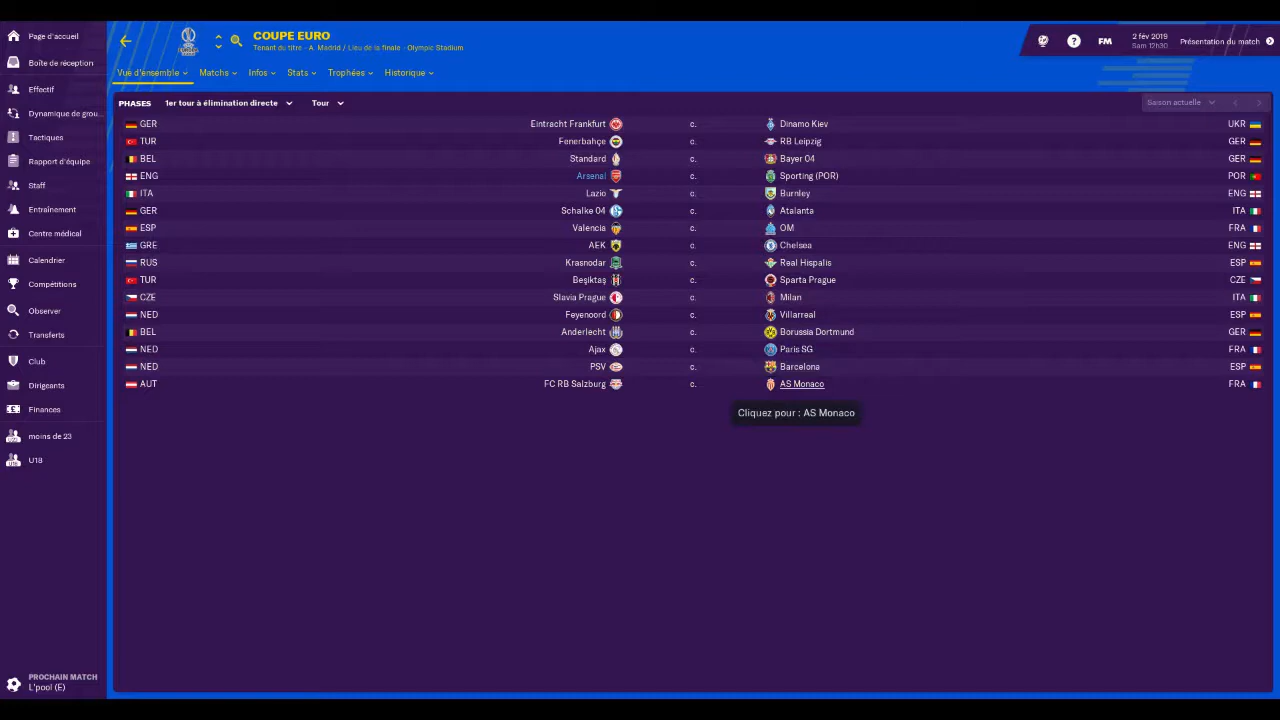 Page d'accueil
Boîte de réception
Effectif
Dynamique de grou...
Tactiques
Rapport d'équipe
Staff
Entraînement
Centre médical
Calendrier
Compétitions
Observer
Transferts
Club
Dirigeants
Finances
moins de 23
U18
PROCHAIN MATCH
L'pool (E)
COUPE EURO
Tenant du titre - A. Madrid / Lieu de la finale - Olympic Stadium
? FM 2 fév 2019 Sam 12h30 Présentation du match
Vue d'ensemble Matchs Infos Stats Trophées Historique
PHASES 1er tour à élimination directe Tour Saison actuelle
GER Eintracht Frankfurt c. Dinamo Kiev UKR
TUR Fenerbahçe c. RB Leipzig GER
BEL Standard c. Bayer 04 GER
ENG Arsenal c. Sporting (POR) POR
ITA Lazio c. Burnley ENG
GER Schalke 04 c. Atalanta ITA
ESP Valencia c. OM FRA
GRE AEK c. Chelsea ENG
RUS Krasnodar c. Real Hispalis ESP
TUR Beşiktaş c. Sparta Prague CZE
CZE Slavia Prague c. Milan ITA
NED Feyenoord c. Villarreal ESP
BEL Anderlecht c. Borussia Dortmund GER
NED Ajax c. Paris SG FRA
NED PSV c. Barcelona ESP
AUT FC RB Salzburg c. AS Monaco FRA
Cliquez pour : AS Monaco